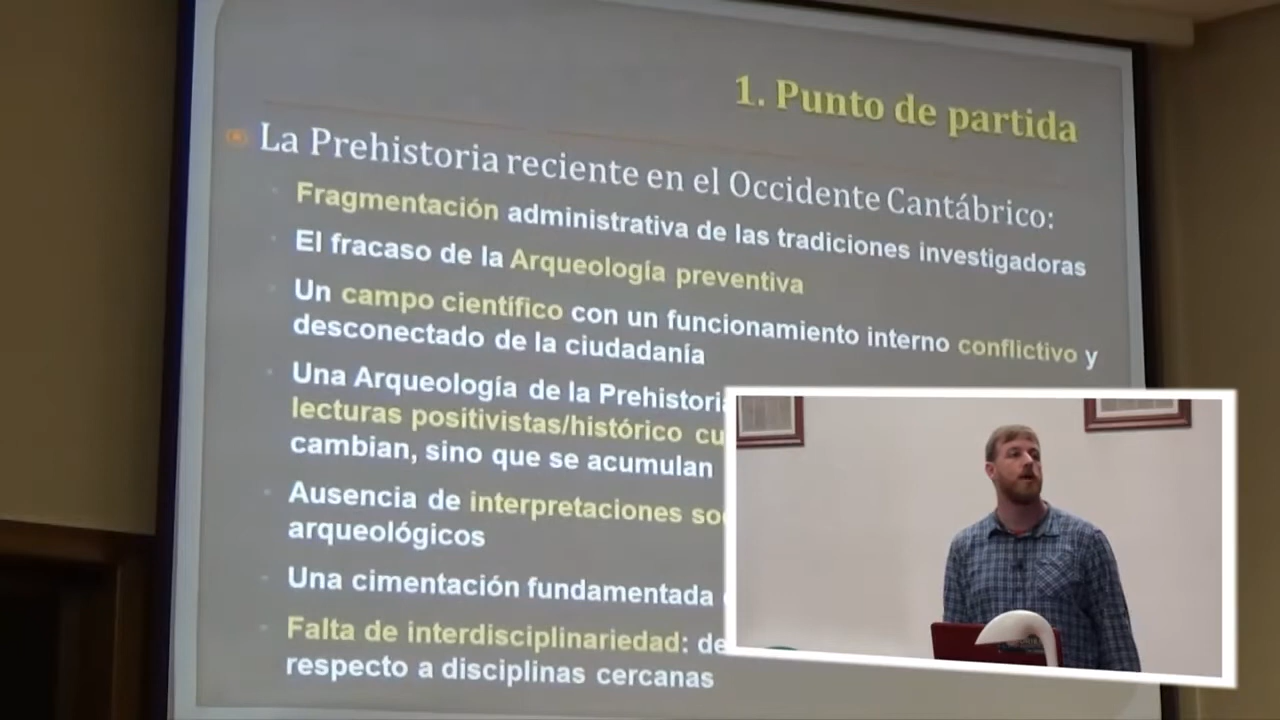 1. Punto de partida
La Prehistoria reciente en el Occidente Cantábrico:
Fragmentación administrativa de las tradiciones investigadoras
El fracaso de la Arqueología preventiva
Un campo científico con un funcionamiento interno conflictivo y
desconectado de la ciudadanía
Una Arqueología de la Prehistoria
lecturas positivistas/histórico
cambian, sino que se acumulan
Ausencia de interpretaciones
arqueológicos
Una cimentación fundamentada
Falta de interdisciplinariedad:
respecto a disciplinas cercanas